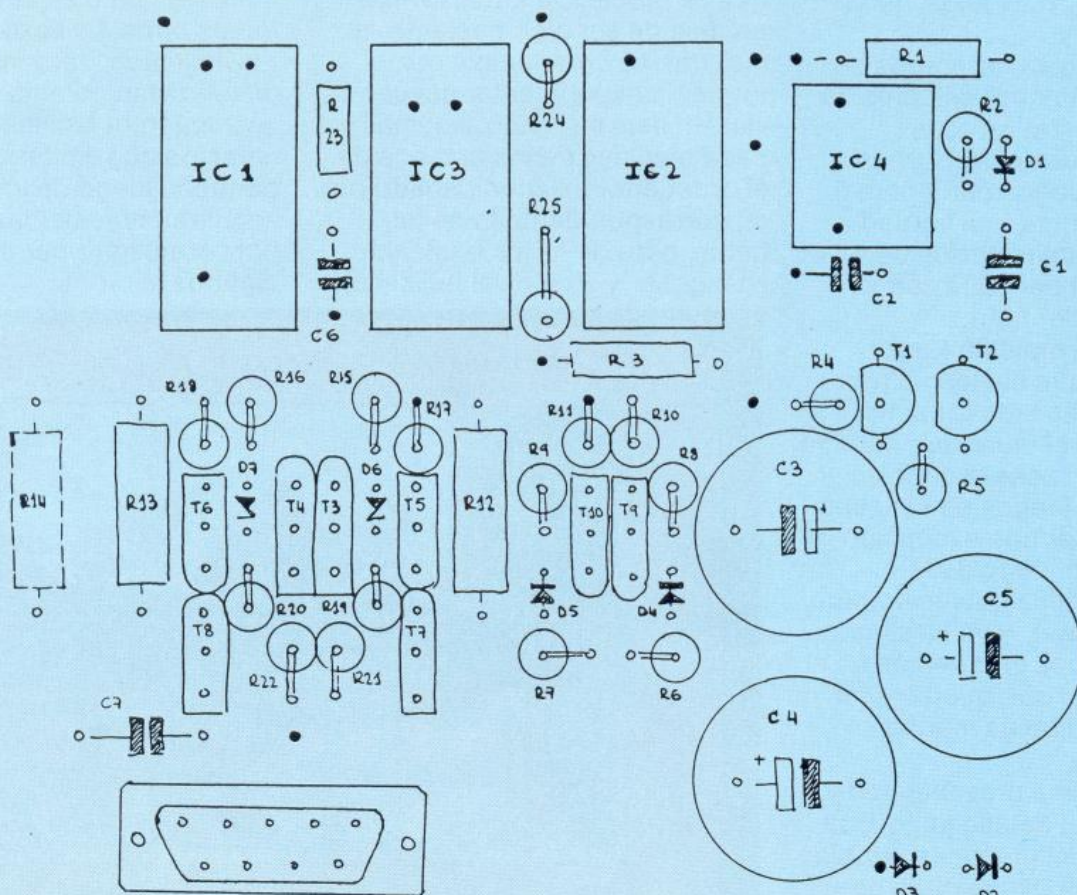 R1
R2
R24
R
23
IC1
IC3
IC2
IC4
D1
R25
C1
C2
C6
R3
R4
T1
T2
R18
R16
R15
R17
R11
R10
C3
R9
R8
D7
D6
R5
R14
R13
T6
T4
T3
T5
R12
T10
T9
C5
R20
R19
D5
D4
T8
T7
R22
R21
R7
R6
C7
C4
+
+
+
D3